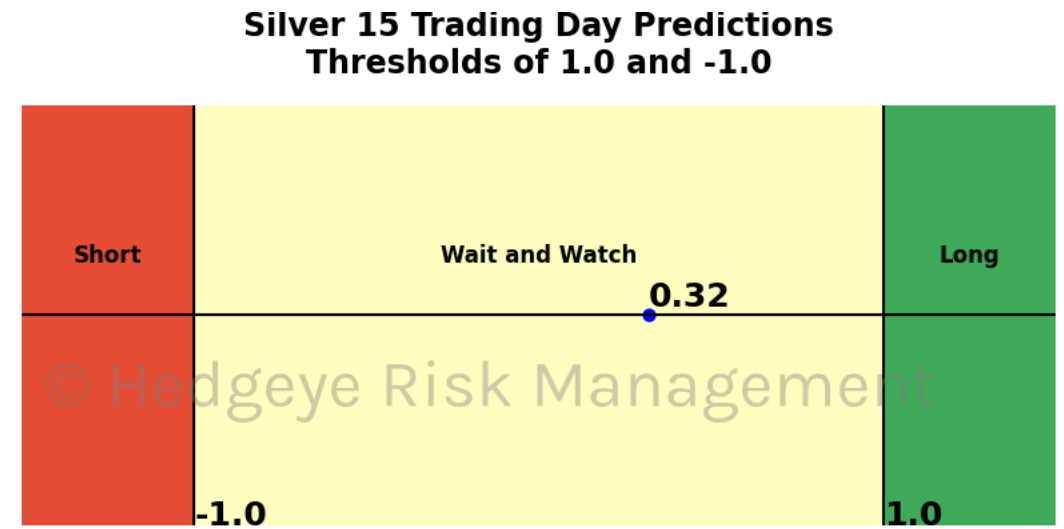 Silver 15 Trading Day Predictions
Thresholds of 1.0 and -1.0
Short
Wait and Watch
Long
0.32
© Hedgeye Risk Management
-1.0
1.0